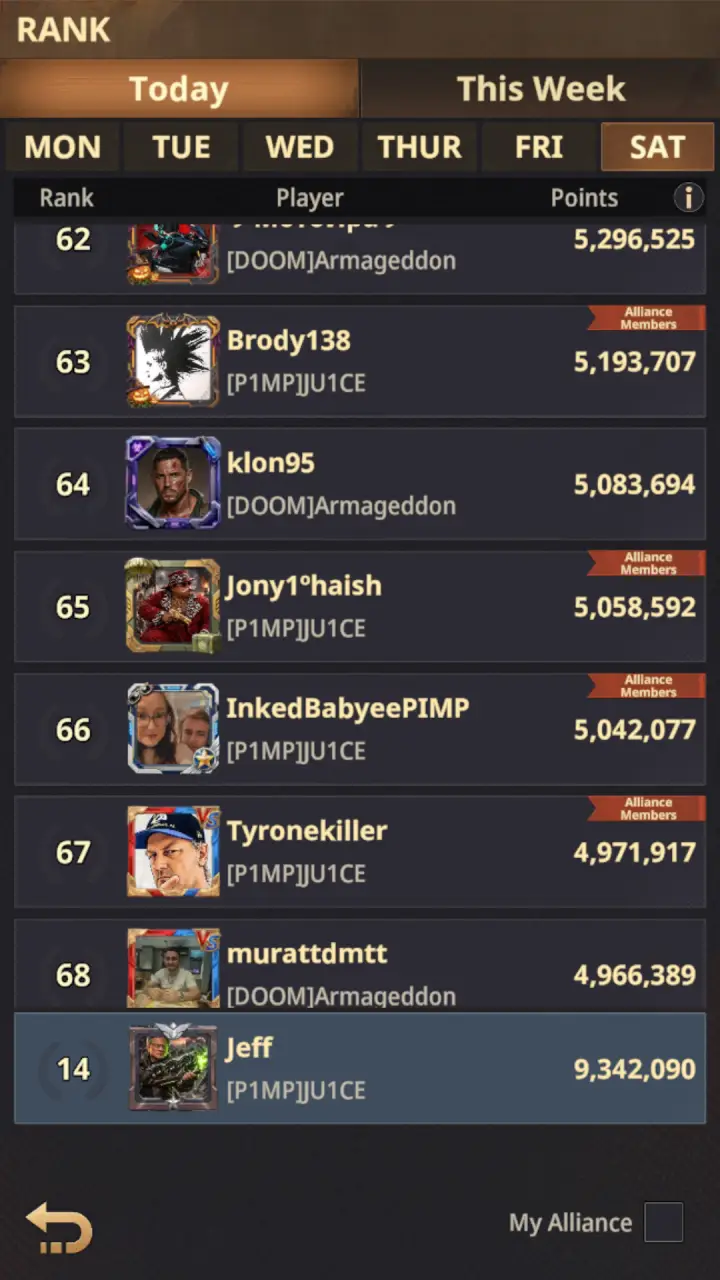 RANK
Today
This Week
MON
TUE
WED
THUR
FRI
SAT
Rank
Player
Points
62
[DOOM]Armageddon
5,296,525
63
Brody138
[P1MP]JU1CE
Alliance
Members
5,193,707
64
klon95
[DOOM]Armageddon
5,083,694
65
Jony1ºhaish
[P1MP]JU1CE
Alliance
Members
5,058,592
66
InkedBabyeePIMP
[P1MP]JU1CE
Alliance
Members
5,042,077
67
Tyronekiller
[P1MP]JU1CE
Alliance
Members
4,971,917
68
murattdmtt
[DOOM]Armageddon
4,966,389
14
Jeff
[P1MP]JU1CE
9,342,090
My Alliance